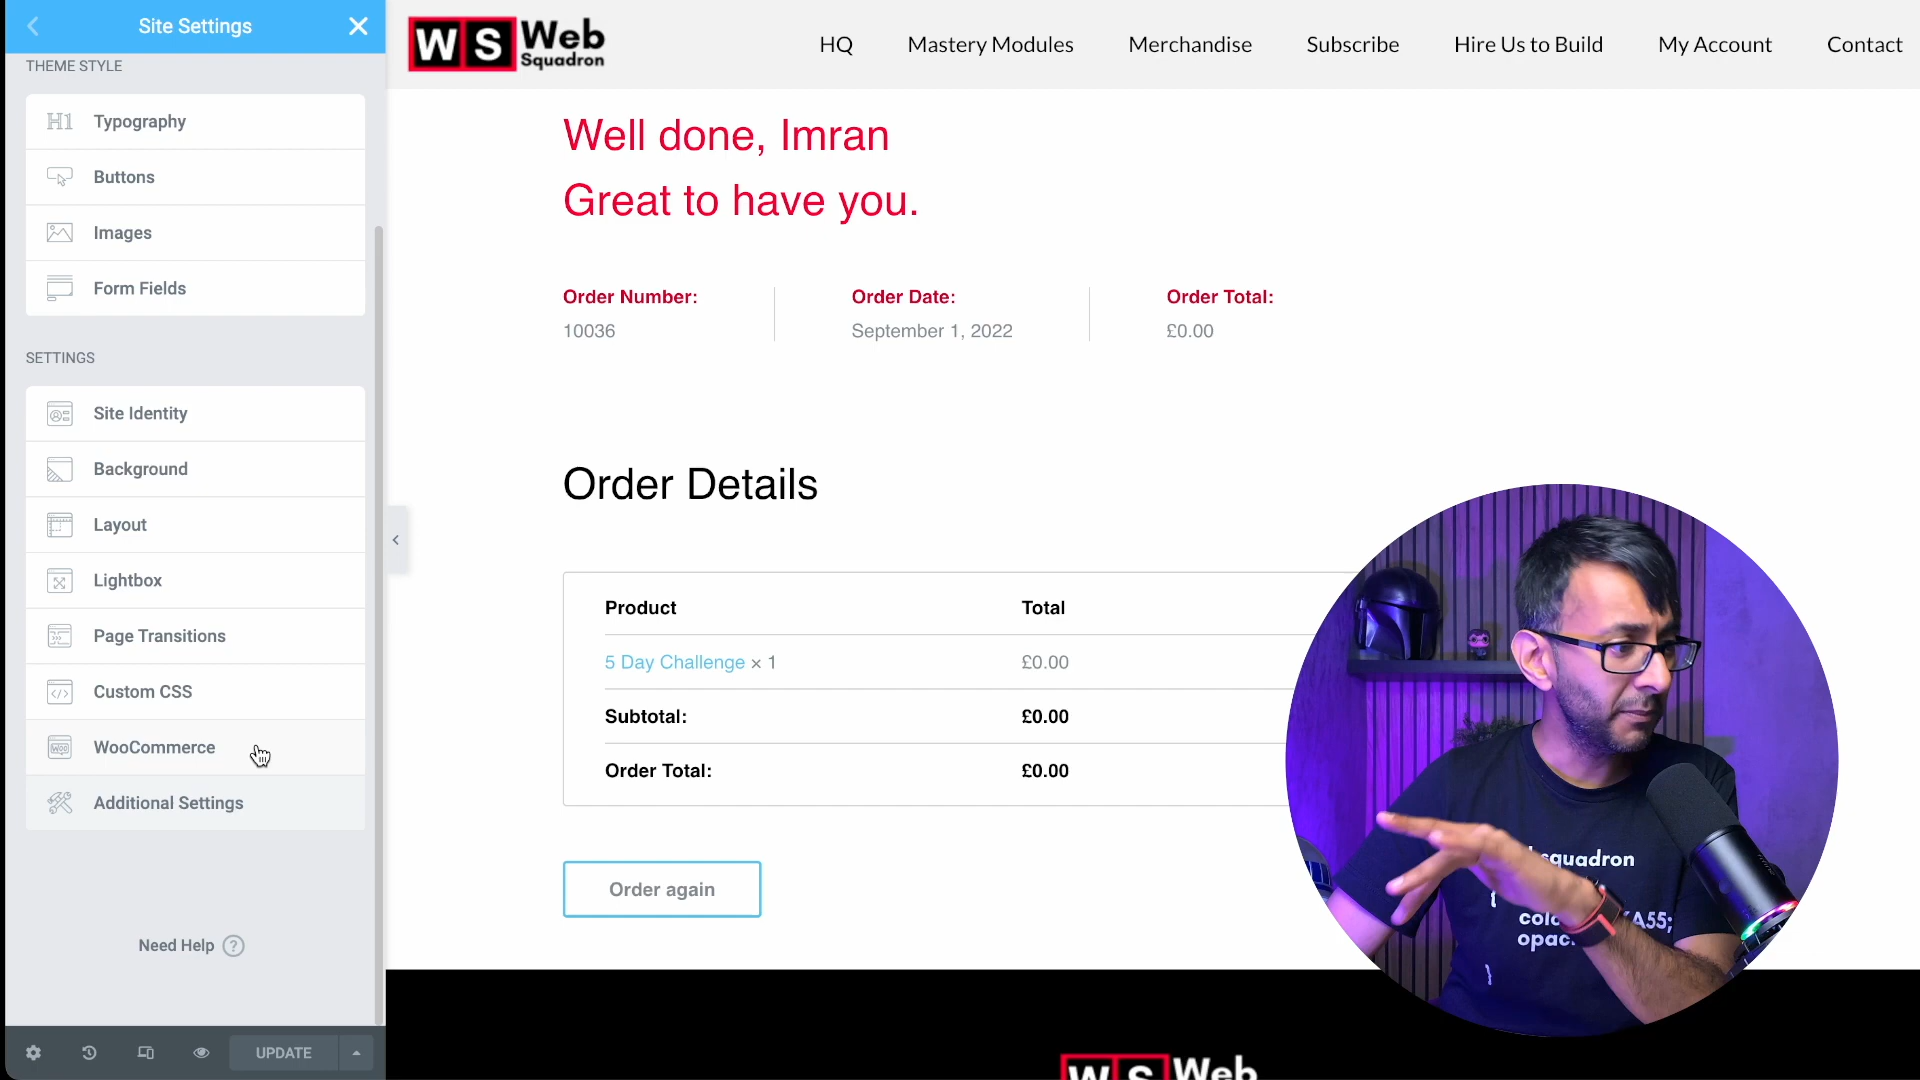 Site Settings
THEME STYLE
H1 Typography
Buttons
Images
Form Fields
SETTINGS
Site Identity
Background
Layout
Lightbox
Page Transitions
Custom CSS
WooCommerce
Additional Settings
Need Help ?
UPDATE
WS Web Squadron
HQ Mastery Modules Merchandise Subscribe Hire Us to Build My Account Contact
Well done, Imran
Great to have you.
Order Number: Order Date: Order Total:
10036 September 1, 2022 £0.00
Order Details
Product Total
5 Day Challenge × 1 £0.00
Subtotal: £0.00
Order Total: £0.00
Order again
squadron
{
A55;
}
WS Web